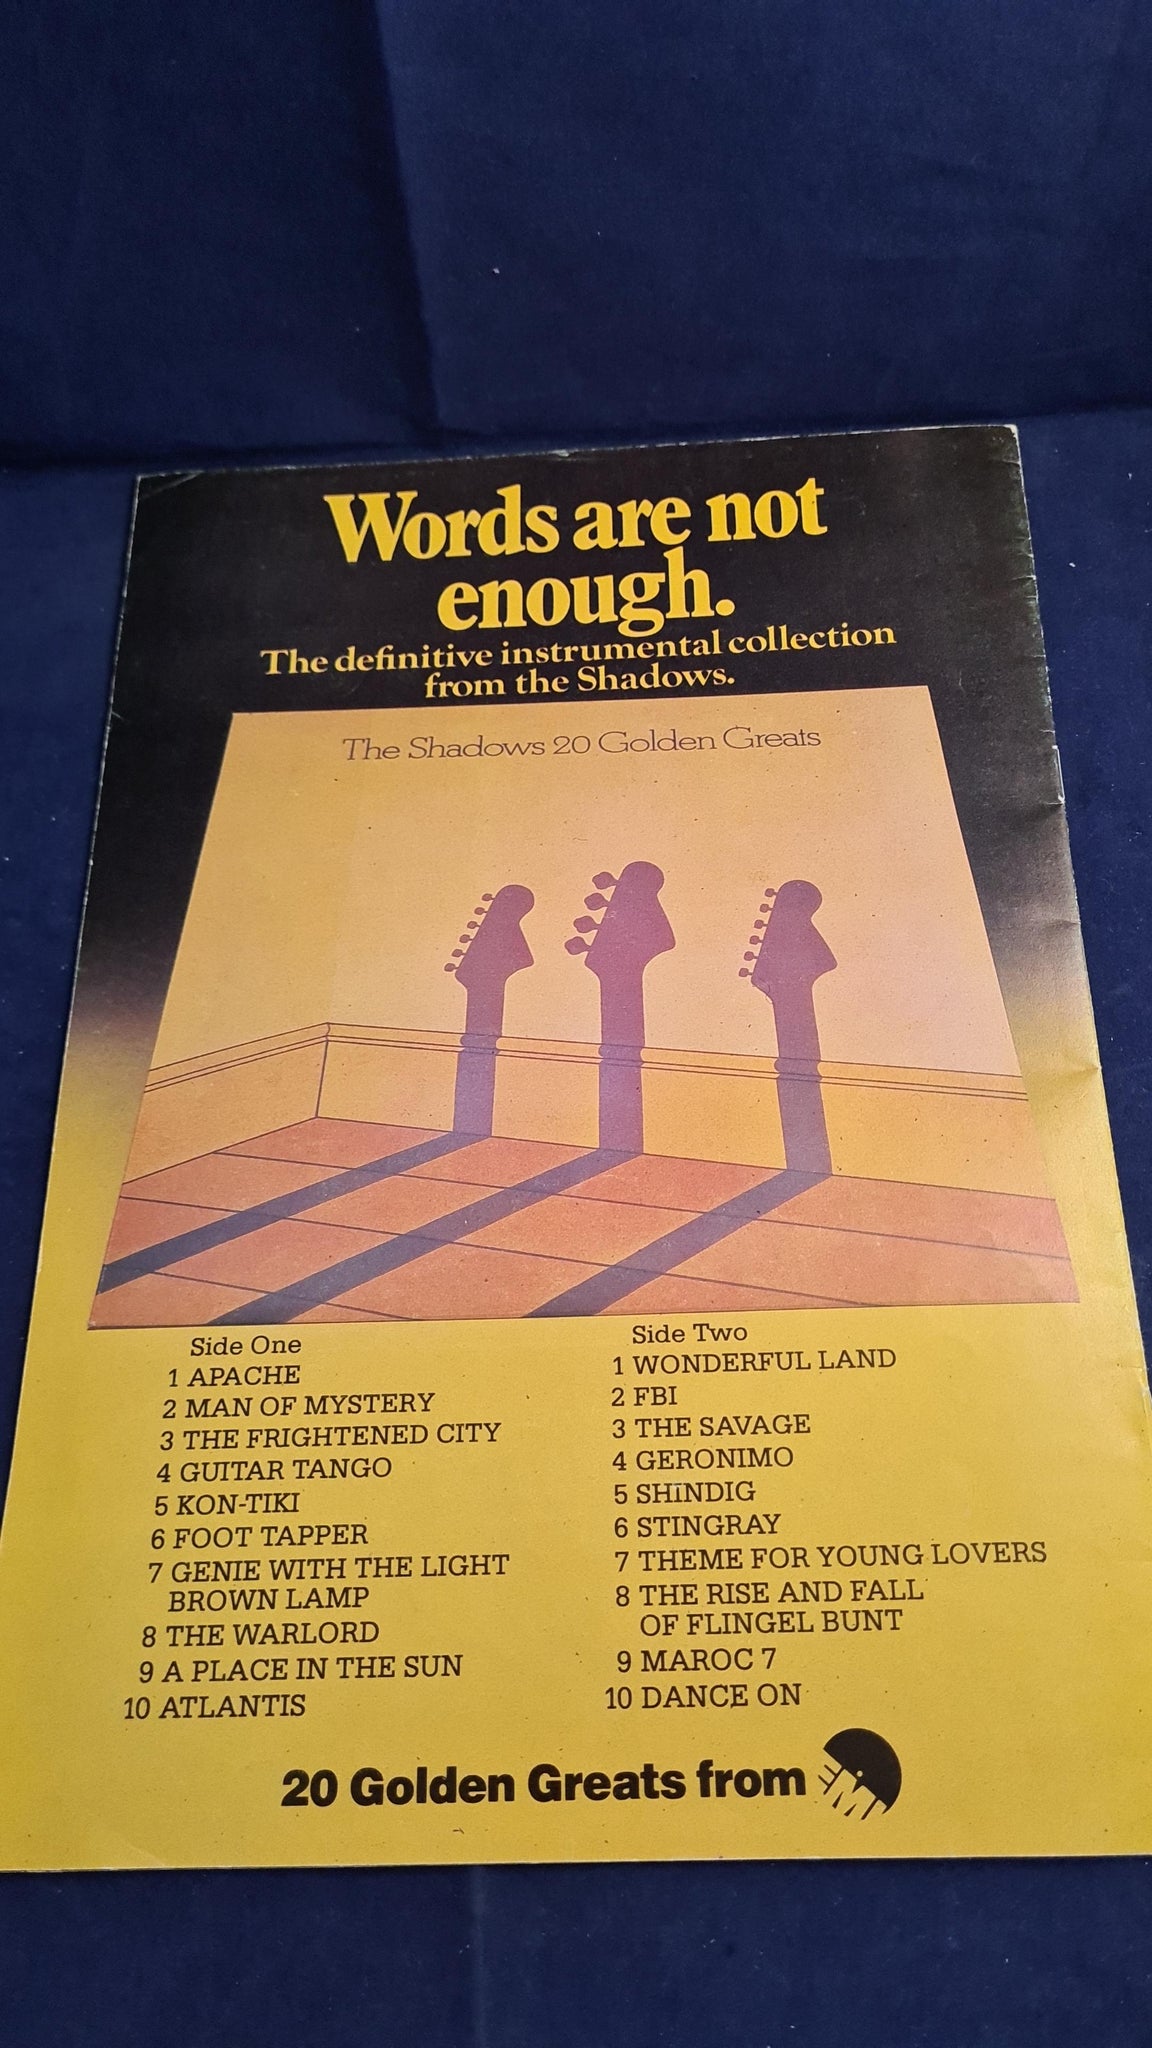 Words are not
enough.
The definitive instrumental collection
from the Shadows.
The Shadows 20 Golden Greats
Side One
1 APACHE
2 MAN OF MYSTERY
3 THE FRIGHTENED CITY
4 GUITAR TANGO
5 KON-TIKI
6 FOOT TAPPER
7 GENIE WITH THE LIGHT
BROWN LAMP
8 THE WARLORD
9 A PLACE IN THE SUN
10 ATLANTIS
Side Two
1 WONDERFUL LAND
2 FBI
3 THE SAVAGE
4 GERONIMO
5 SHINDIG
6 STINGRAY
7 THEME FOR YOUNG LOVERS
8 THE RISE AND FALL
OF FLINGEL BUNT
9 MAROC 7
10 DANCE ON
20 Golden Greats from EMI